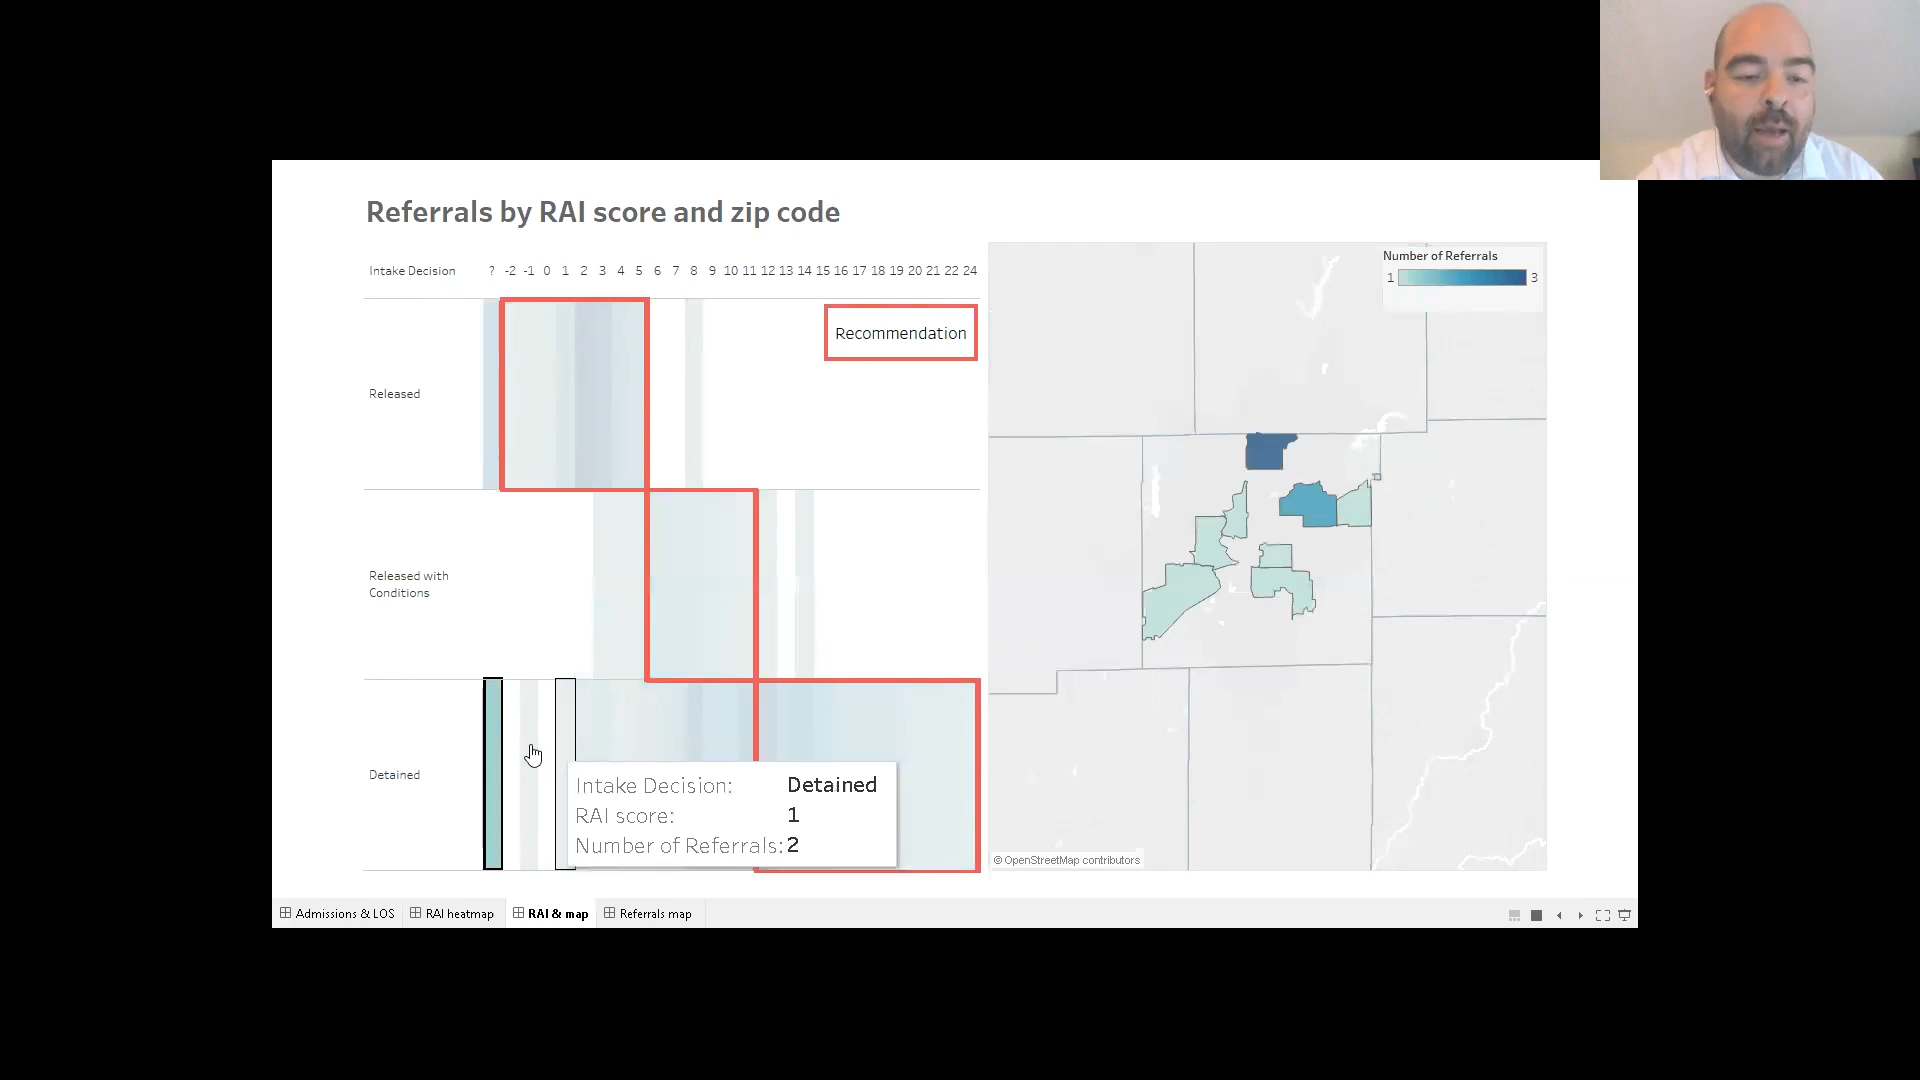 Referrals by RAI score and zip code
Intake Decision ? -2 -1 0 1 2 3 4 5 6 7 8 9 10 11 12 13 14 15 16 17 18 19 20 21 22 24
Number of Referrals
1 3
Recommendation
Released
Released with
Conditions
Detained
Intake Decision: Detained
RAI score: 1
Number of Referrals: 2
© OpenStreetMap contributors
Admissions & LOS RAI heatmap RAI & map Referrals map